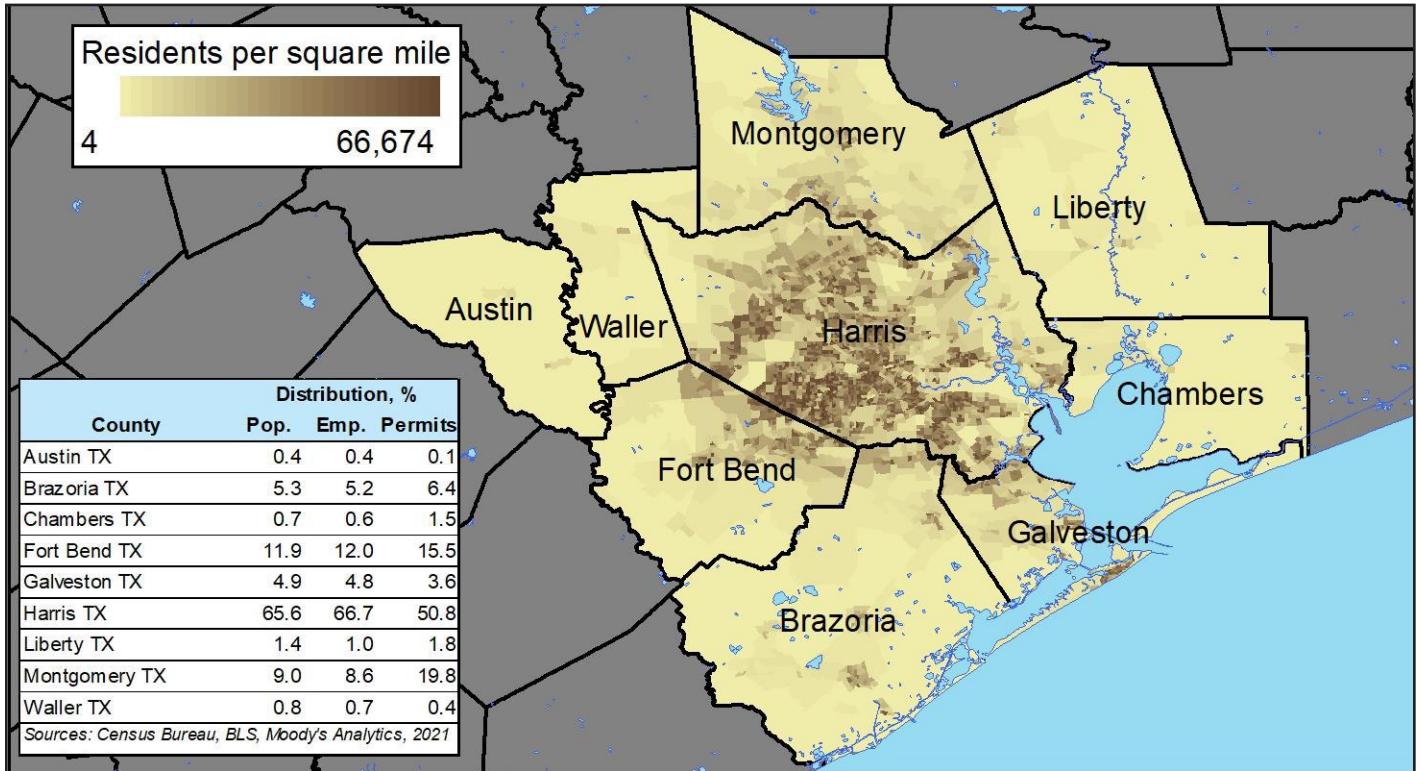 Residents per square mile
4 66,674
Montgomery
Liberty
Austin
Waller
Harris
Chambers
Fort Bend
Galveston
Brazoria
Distribution, %
County Pop. Emp. Permits
Austin TX 0.4 0.4 0.1
Brazoria TX 5.3 5.2 6.4
Chambers TX 0.7 0.6 1.5
Fort Bend TX 11.9 12.0 15.5
Galveston TX 4.9 4.8 3.6
Harris TX 65.6 66.7 50.8
Liberty TX 1.4 1.0 1.8
Montgomery TX 9.0 8.6 19.8
Waller TX 0.8 0.7 0.4
Sources: Census Bureau, BLS, Moody's Analytics, 2021